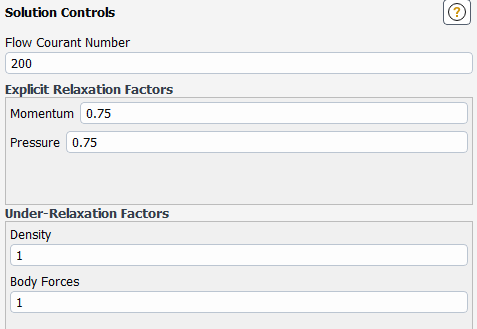 Solution Controls
?
Flow Courant Number
200
Explicit Relaxation Factors
Momentum 0.75
Pressure 0.75
Under-Relaxation Factors
Density
1
Body Forces
1